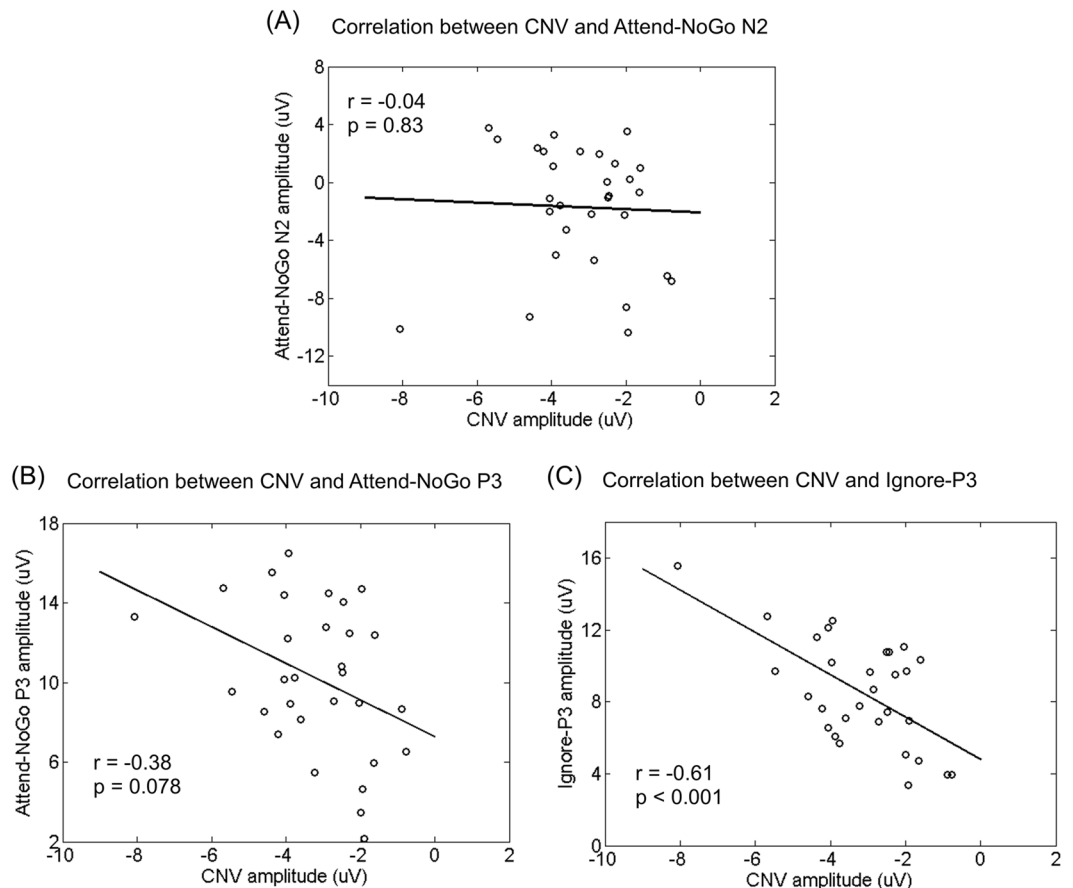 (A) Correlation between CNV and Attend-NoGo N2
8
4
0
-4
-8
-12
Attend-NoGo N2 amplitude (uV)
r = -0.04
p = 0.83
-10 -8 -6 -4 -2 0 2
CNV amplitude (uV)
(B) Correlation between CNV and Attend-NoGo P3
18
14
10
6
2
Attend-NoGo P3 amplitude (uV)
r = -0.38
p = 0.078
-10 -8 -6 -4 -2 0 2
CNV amplitude (uV)
(C) Correlation between CNV and Ignore-P3
16
12
8
4
0
Ignore-P3 amplitude (uV)
r = -0.61
p < 0.001
-10 -8 -6 -4 -2 0 2
CNV amplitude (uV)